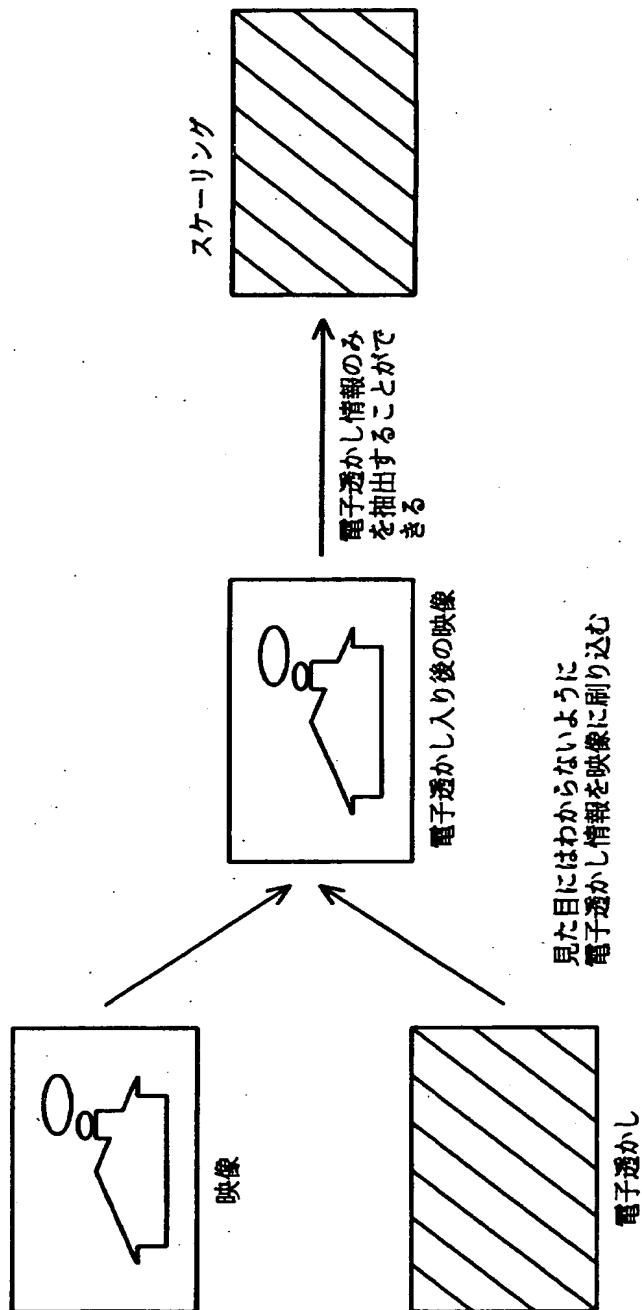 映像
電子透かし
電子透かし入り後の映像
見た目にはわからないように
電子透かし情報を映像に刷り込む
電子透かし情報のみ
を抽出することがで
きる
スケーリング